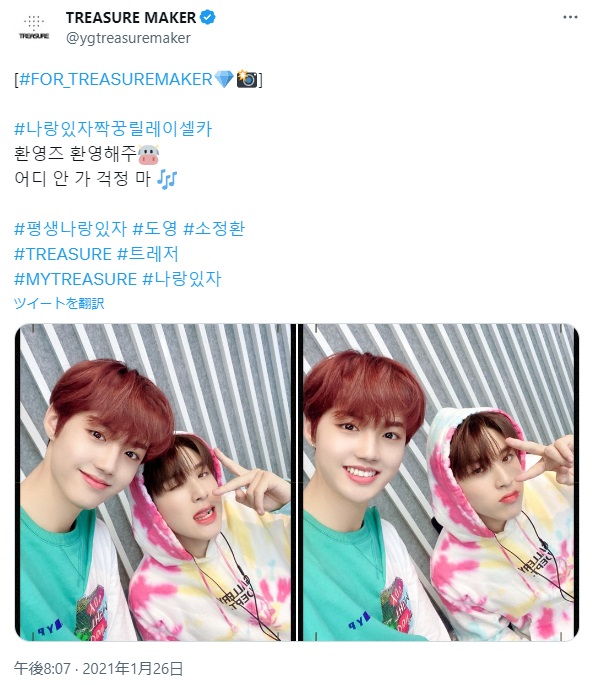 TREASURE
TREASURE MAKER
@ygtreasuremaker
[#FOR_TREASUREMAKER💎📸]
#나랑있자짝꿍릴레이셀카
환영즈 환영해주🐮
어디 안 가 걱정 마 🎶
#평생나랑있자 #도영 #소정환
#TREASURE #트레저
#MYTREASURE #나랑있자
ツイートを翻訳
午後8:07 · 2021年1月26日